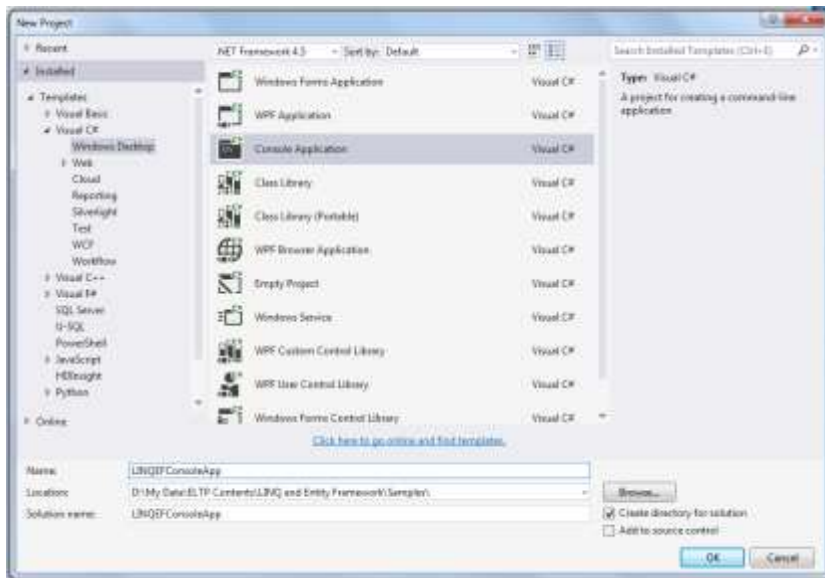 New Project
Recent
Installed
Templates
Visual Basic
Visual C#
Windows Desktop
Web
Cloud
Reporting
Silverlight
Test
WCF
Workflow
Visual C++
Visual F#
SQL Server
U-SQL
PowerShell
JavaScript
HDInsight
Python
Online
.NET Framework 4.5 Sort by: Default
Windows Forms Application Visual C#
WPF Application Visual C#
Console Application Visual C#
Class Library Visual C#
Class Library (Portable) Visual C#
WPF Browser Application Visual C#
Empty Project Visual C#
Windows Service Visual C#
WPF Custom Control Library Visual C#
WPF User Control Library Visual C#
Windows Forms Control Library Visual C#
Click here to go online and find templates.
Search Installed Templates (Ctrl+E)
Type: Visual C#
A project for creating a command-line
application
Name: LINQEFConsoleApp
Location: D:\My Data\ELTP Contents\LINQ and Entity Framework\Samples\
Solution name: LINQEFConsoleApp
Browse...
Create directory for solution
Add to source control
OK Cancel